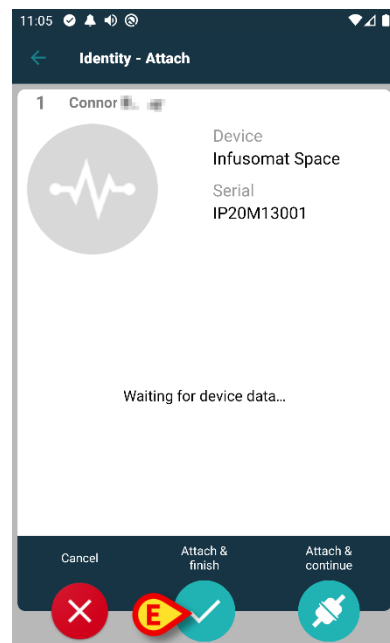 11:05
Identity - Attach
1 Connor
Device
Infusomat Space
Serial
IP20M13001
Waiting for device data...
Cancel
Attach &
finish
Attach &
continue
E